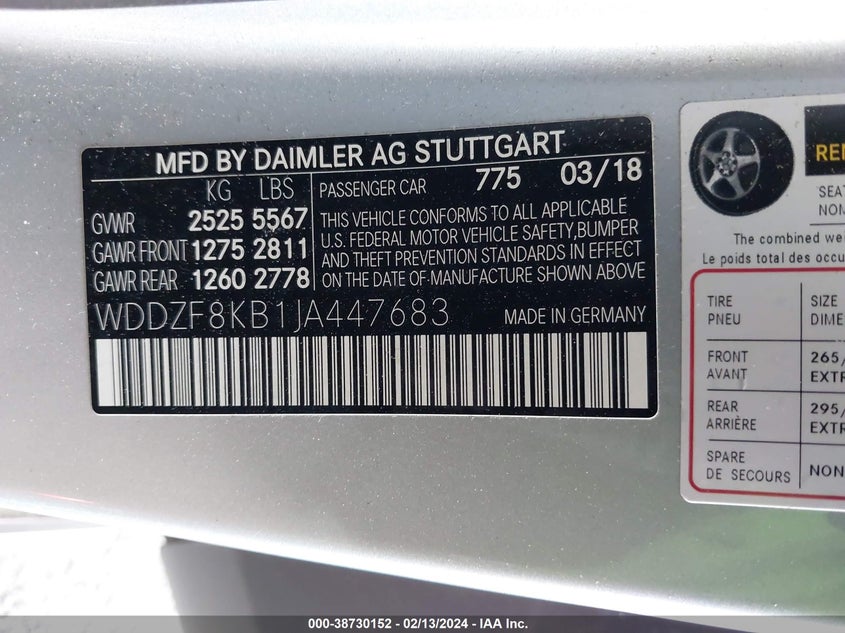 MFD BY DAIMLER AG STUTTGART
KG LBS
GVWR 2525 5567
GAWR FRONT 1275 2811
GAWR REAR 1260 2778
PASSENGER CAR 775 03/18
THIS VEHICLE CONFORMS TO ALL APPLICABLE
U.S. FEDERAL MOTOR VEHICLE SAFETY,BUMPER
AND THEFT PREVENTION STANDARDS IN EFFECT
ON THE DATE OF MANUFACTURE SHOWN ABOVE
WDDZF8KB1JA447683 MADE IN GERMANY
SEAT
The combined
Le poids total des
TIRE SIZE
PNEU
FRONT 265/
AVANT EXTR
REAR 295/
ARRIÈRE EXTR
SPARE
DE SECOURS NON
000-38730152 - 02/13/2024 - IAA Inc.